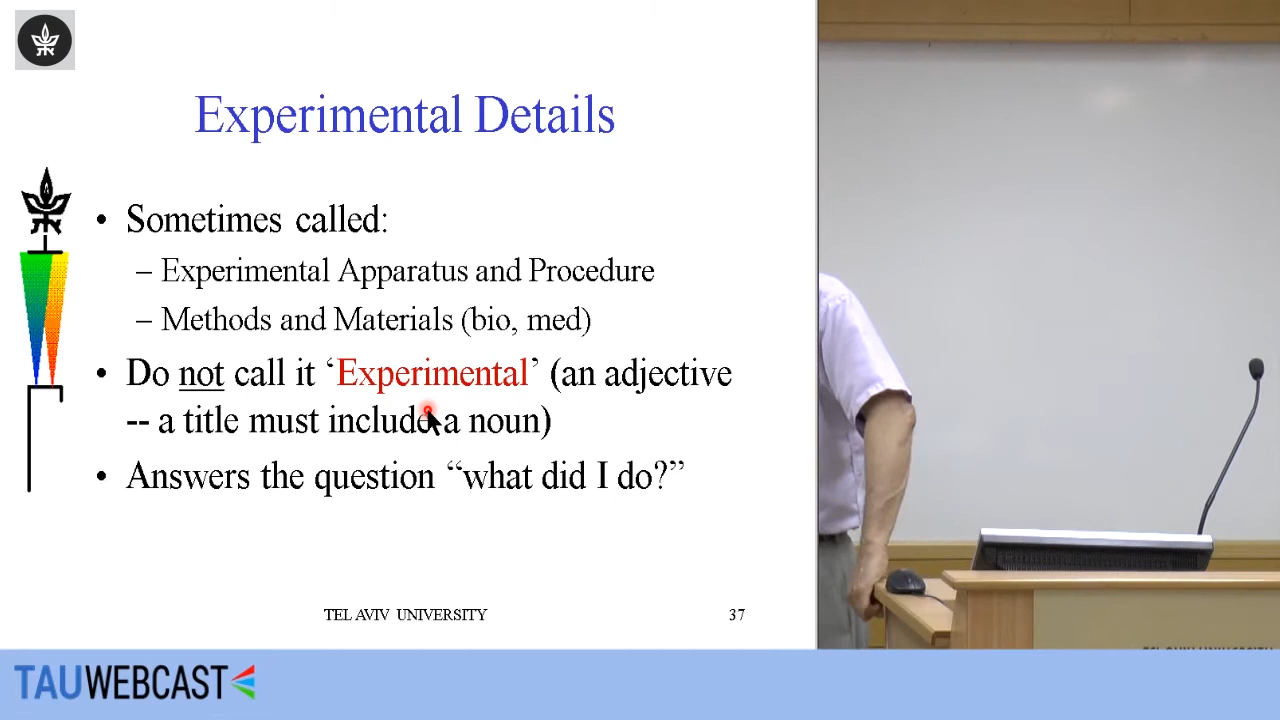 Experimental Details
• Sometimes called:
– Experimental Apparatus and Procedure
– Methods and Materials (bio, med)
• Do not call it ‘Experimental’ (an adjective
-- a title must include a noun)
• Answers the question “what did I do?”
TEL AVIV UNIVERSITY
37
TAUWEBCAST